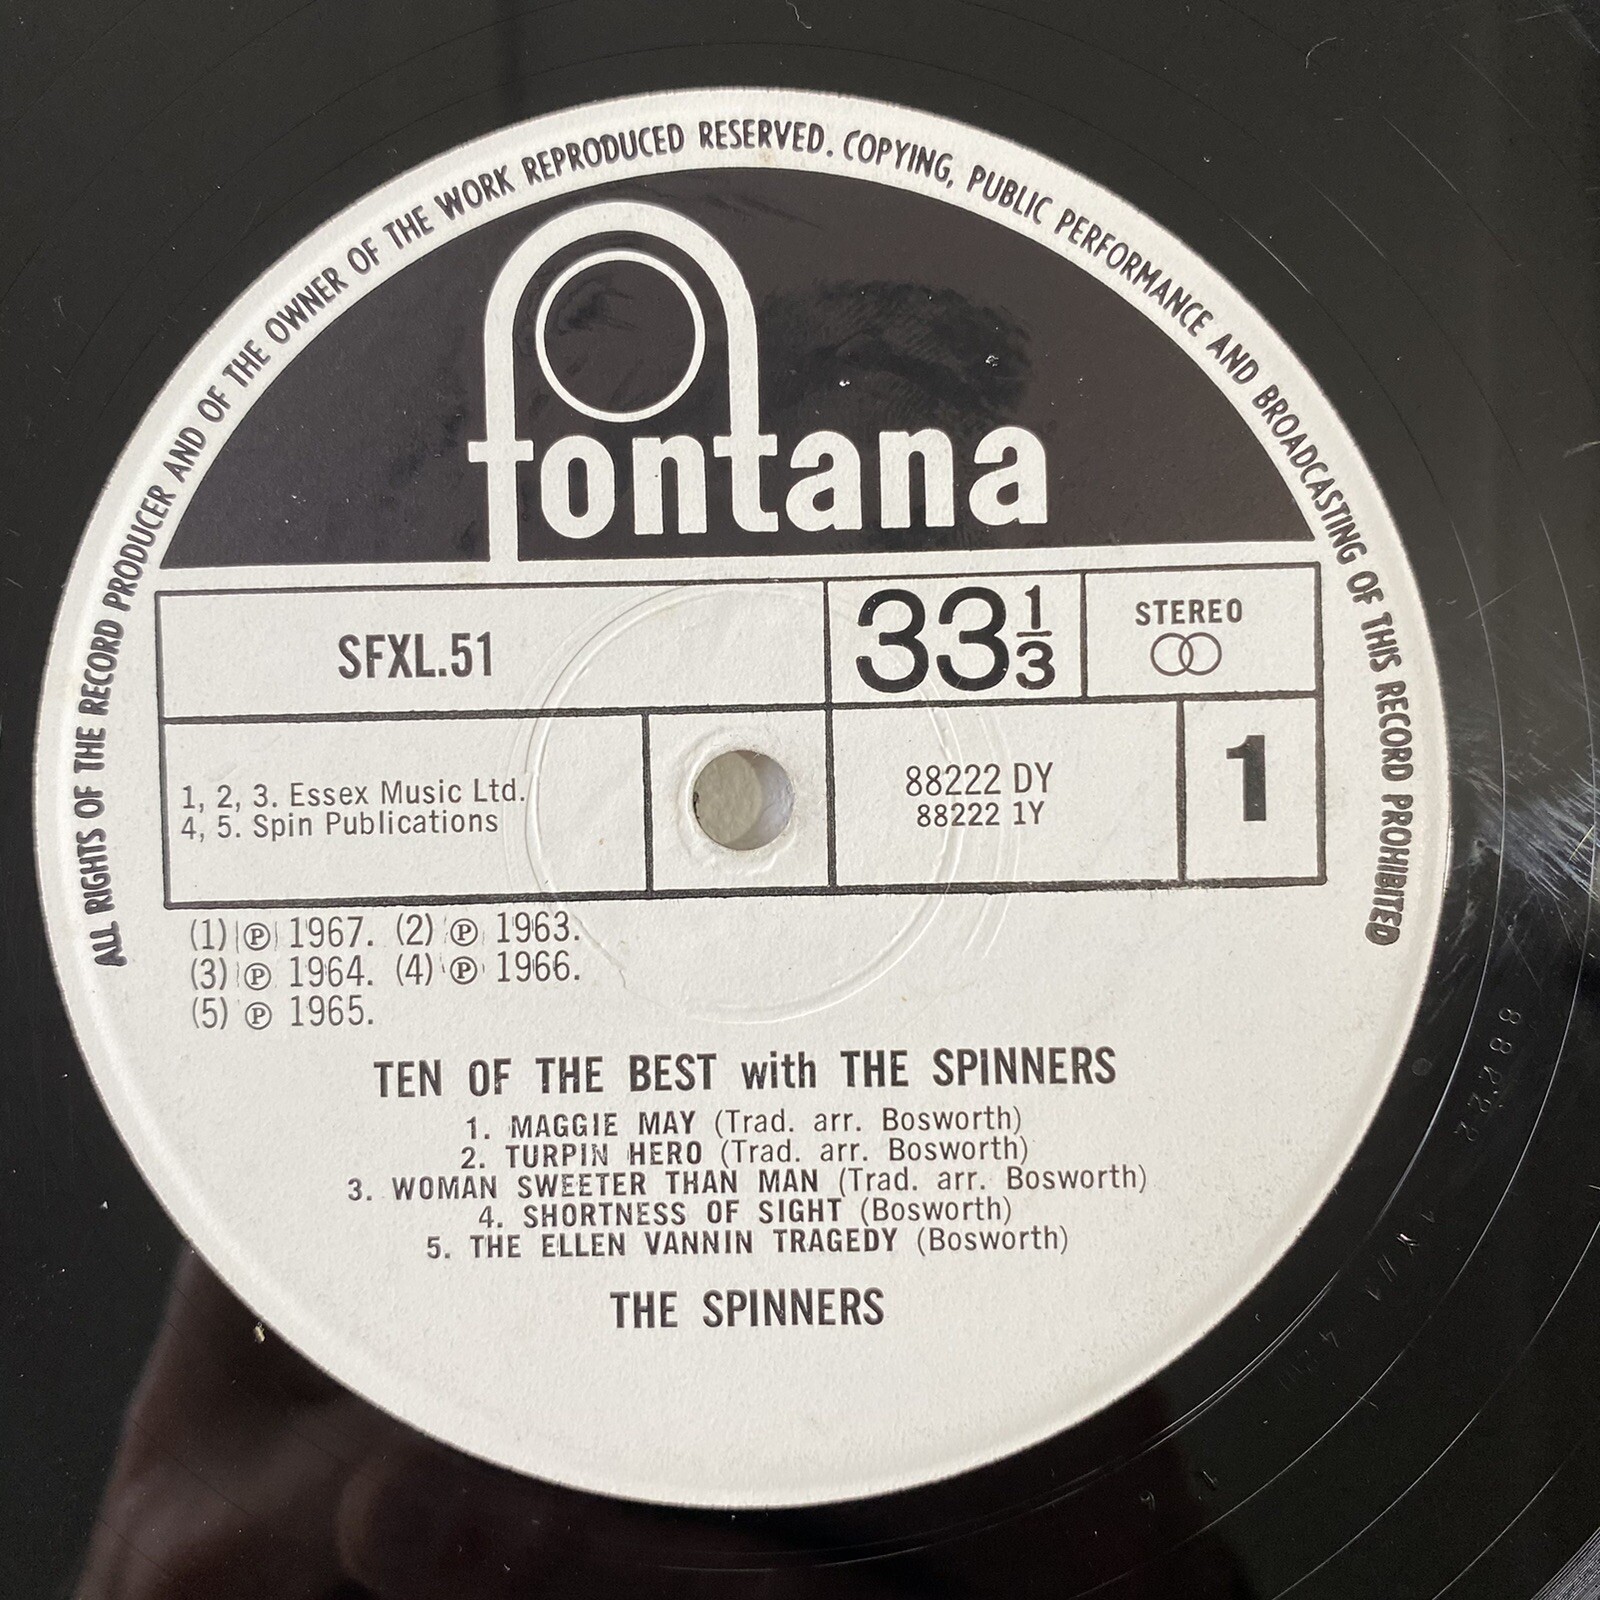 ALL RIGHTS OF THE RECORD PRODUCER AND OF THE OWNER OF THE WORK REPRODUCED RESERVED. COPYING, PUBLIC PERFORMANCE AND BROADCASTING OF THIS RECORD PROHIBITED
fontana
SFXL.51
33 1/3
STEREO
1, 2, 3. Essex Music Ltd.
4, 5. Spin Publications
88222 DY
88222 1Y
1
(1) ℗ 1967. (2) ℗ 1963.
(3) ℗ 1964. (4) ℗ 1966.
(5) ℗ 1965.
TEN OF THE BEST with THE SPINNERS
1. MAGGIE MAY (Trad. arr. Bosworth)
2. TURPIN HERO (Trad. arr. Bosworth)
3. WOMAN SWEETER THAN MAN (Trad. arr. Bosworth)
4. SHORTNESS OF SIGHT (Bosworth)
5. THE ELLEN VANNIN TRAGEDY (Bosworth)
THE SPINNERS
88222